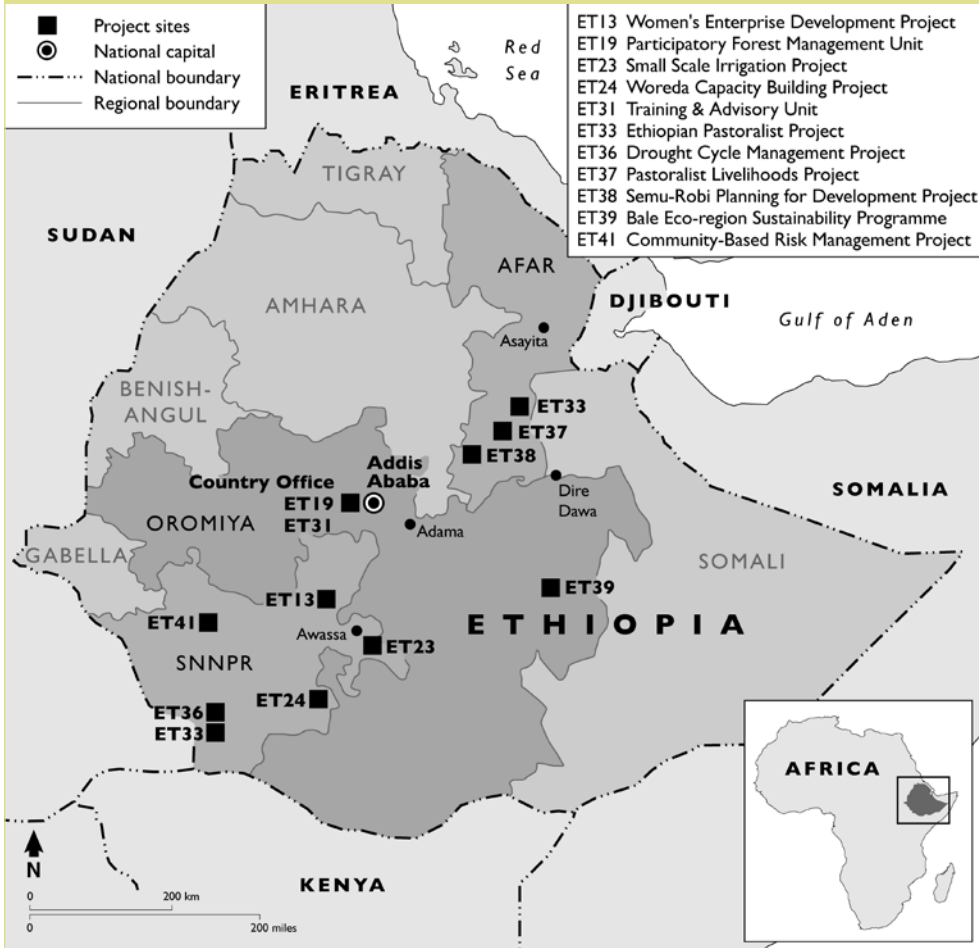 Project sites
National capital
National boundary
Regional boundary
ET13 Women's Enterprise Development Project
ET19 Participatory Forest Management Unit
ET23 Small Scale Irrigation Project
ET24 Woreda Capacity Building Project
ET31 Training & Advisory Unit
ET33 Ethiopian Pastoralist Project
ET36 Drought Cycle Management Project
ET37 Pastoralist Livelihoods Project
ET38 Semu-Robi Planning for Development Project
ET39 Bale Eco-region Sustainability Programme
ET41 Community-Based Risk Management Project
Red
Sea
ERITREA
TIGRAY
SUDAN
AFAR
DJIBOUTI
AMHARA
Gulf of Aden
Asayita
BENISH-
ANGUL
ET33
ET37
ET38
Addis
Ababa
Country Office
ET19
ET31
Dire
Dawa
SOMALIA
OROMIYA
Adama
GABELLA
SOMALI
ET39
ET13
ET41
ETHIOPIA
Awassa
ET23
SNNPR
ET24
ET36
ET33
AFRICA
N
KENYA
0
200 km
0
200 miles